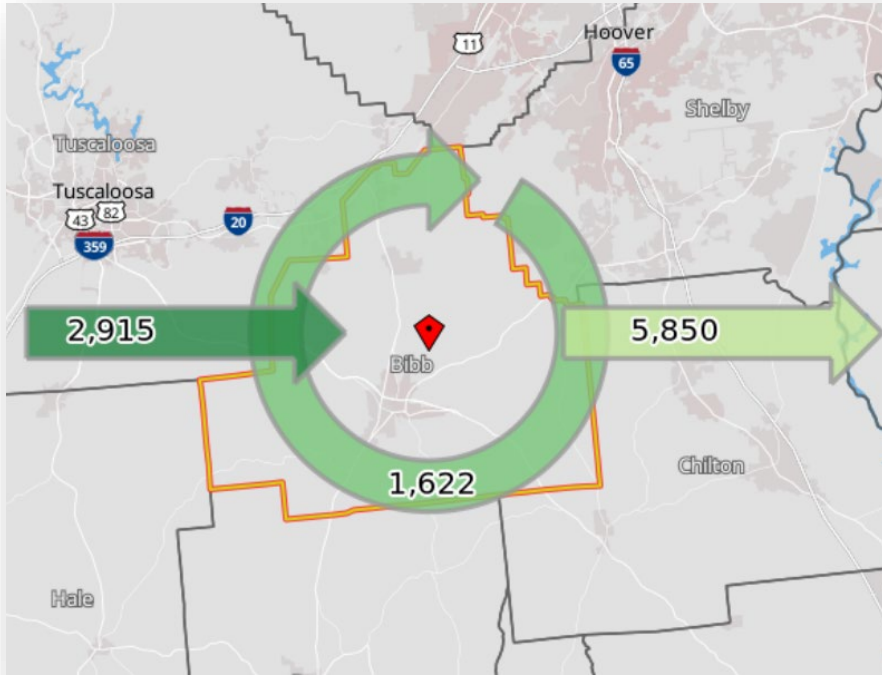 Hoover
11
65
Shelby
Tuscaloosa
Tuscaloosa
43
82
20
359
2,915
5,850
Bibb
Chilton
1,622
Hale